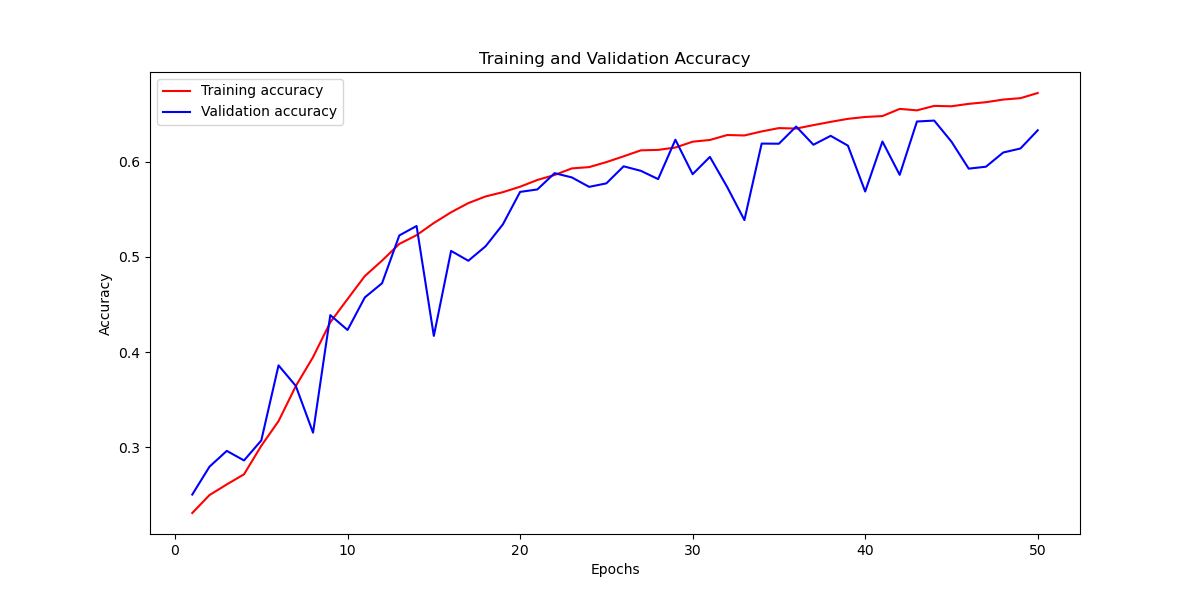 Training and Validation Accuracy
Training accuracy
Validation accuracy
Accuracy
0.6
0.5
0.4
0.3
0 10 20 30 40 50
Epochs